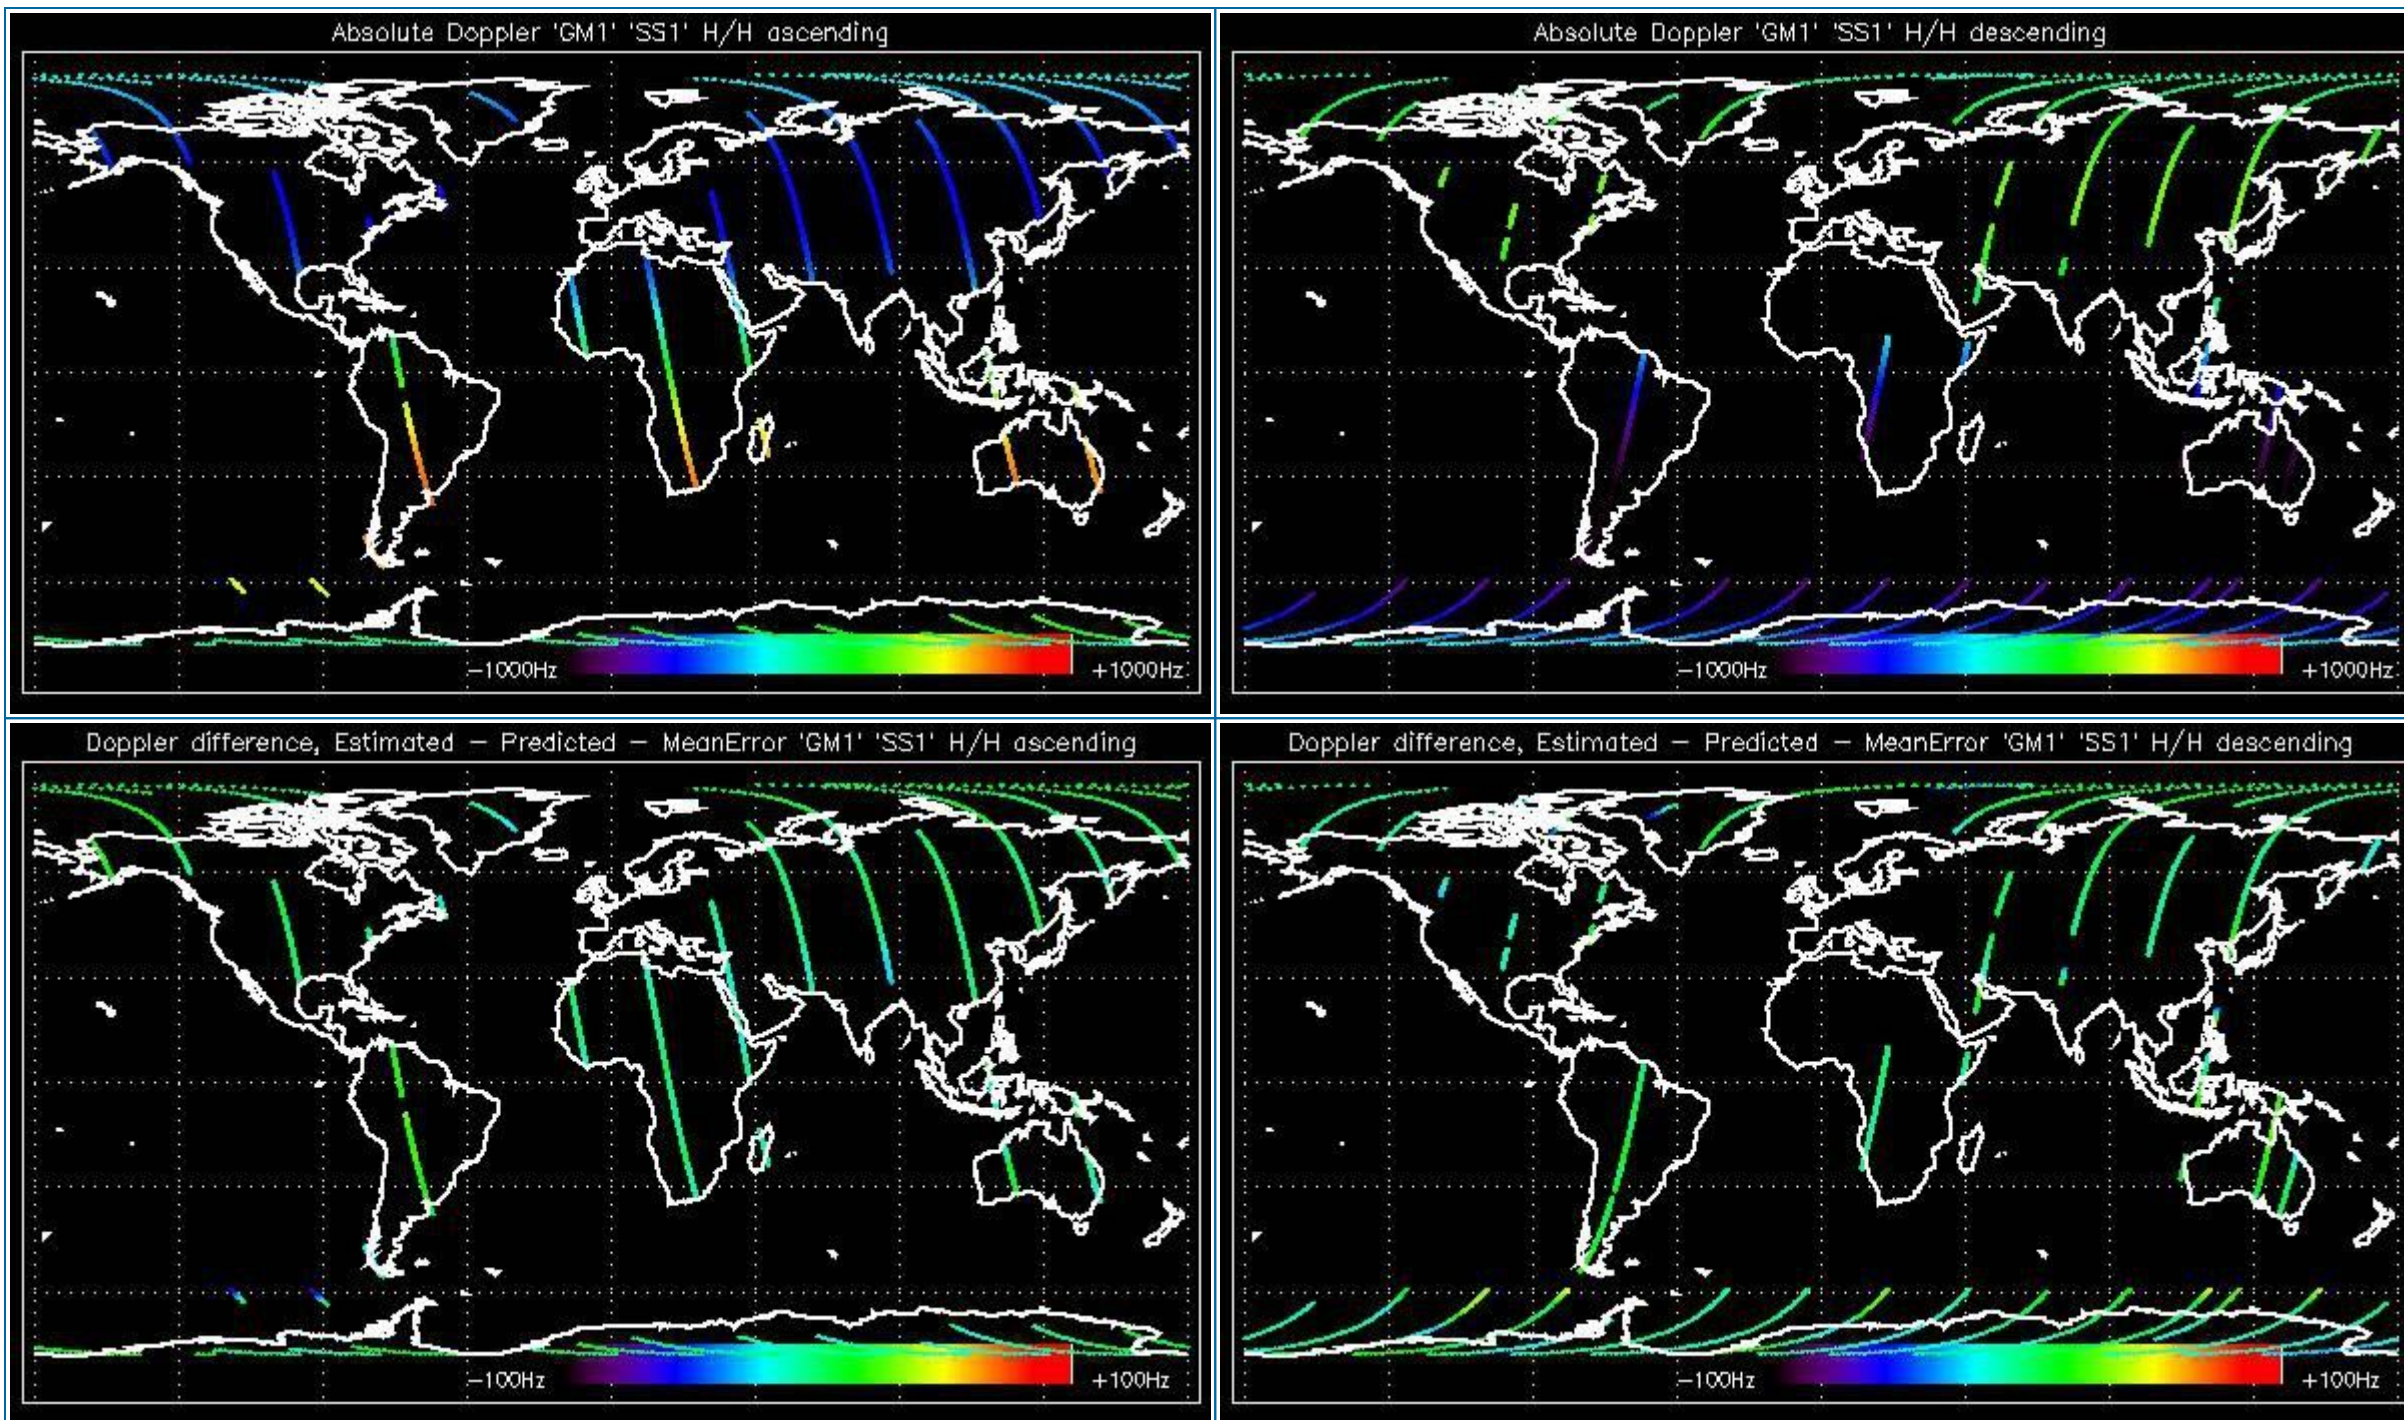 Absolute Doppler 'GM1' 'SS1' H/H ascending
−1000Hz +1000Hz
Absolute Doppler 'GM1' 'SS1' H/H descending
−1000Hz +1000Hz
Doppler difference, Estimated − Predicted − MeanError 'GM1' 'SS1' H/H ascending
−100Hz +100Hz
Doppler difference, Estimated − Predicted − MeanError 'GM1' 'SS1' H/H descending
−100Hz +100Hz